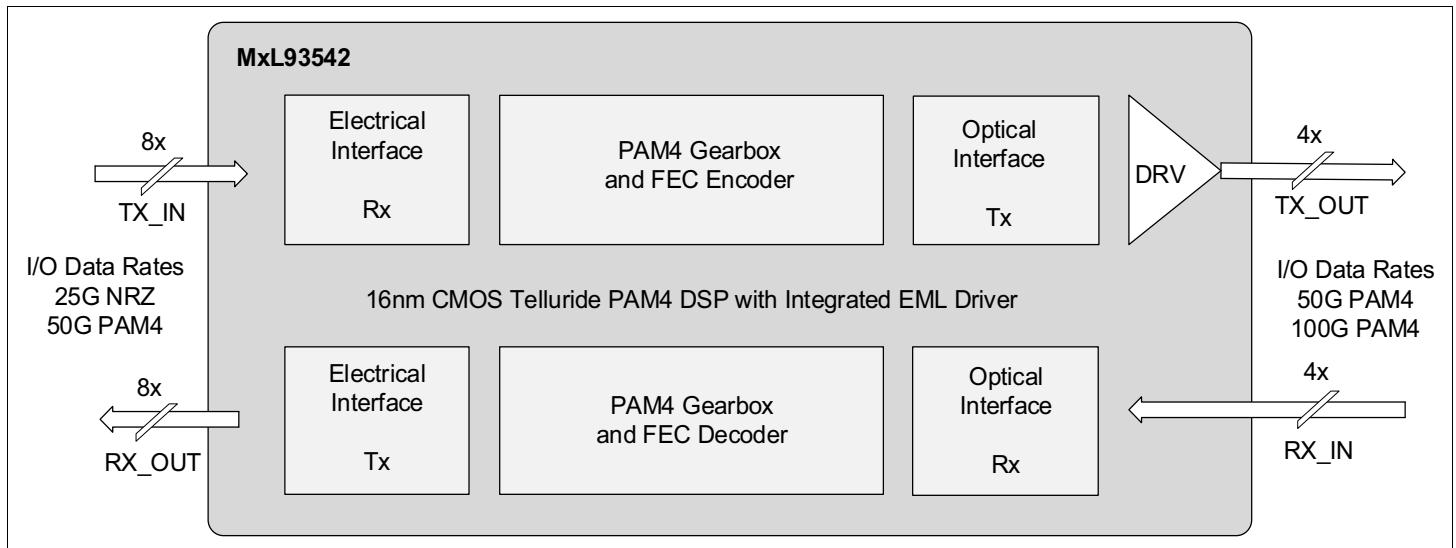 MxL93542
8x
TX_IN
Electrical
Interface
Rx
PAM4 Gearbox
and FEC Encoder
Optical
Interface
Tx
DRV
4x
TX_OUT
I/O Data Rates
25G NRZ
50G PAM4
16nm CMOS Telluride PAM4 DSP with Integrated EML Driver
I/O Data Rates
50G PAM4
100G PAM4
8x
RX_OUT
Electrical
Interface
Tx
PAM4 Gearbox
and FEC Decoder
Optical
Interface
Rx
4x
RX_IN